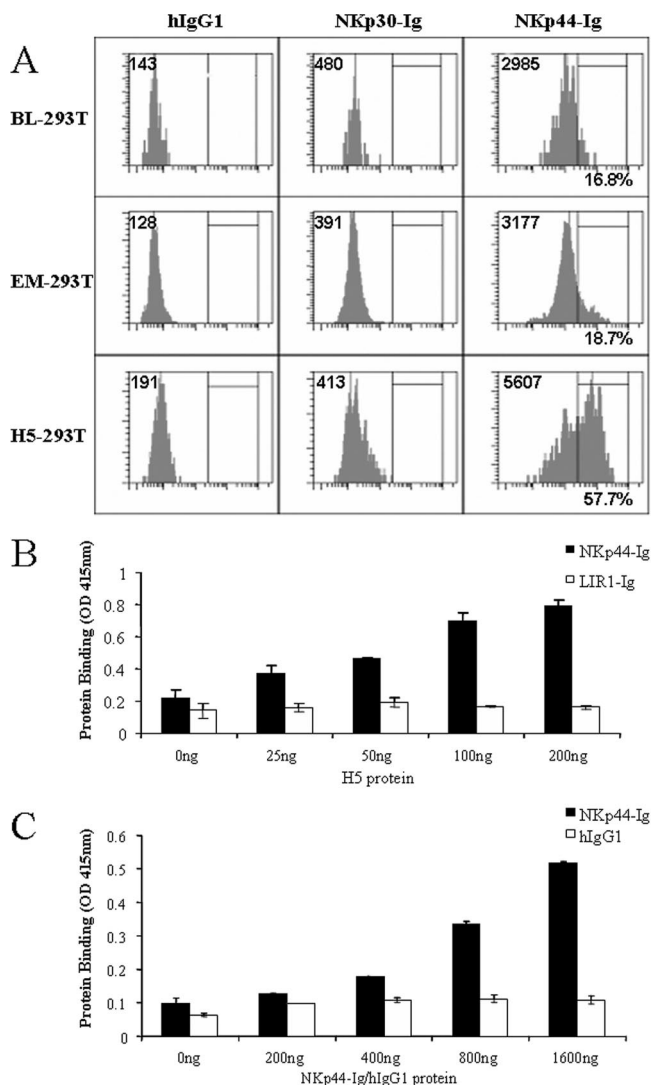 hIgG1 NKp30-Ig NKp44-Ig
A
BL-293T 143 480 2985
16.8%
EM-293T 128 391 3177
18.7%
H5-293T 191 413 5607
57.7%
B
NKp44-Ig
LIR1-Ig
Protein Binding (OD 415nm)
1
0.8
0.6
0.4
0.2
0
0ng 25ng 50ng 100ng 200ng
H5 protein
C
NKp44-Ig
hIgG1
Protein Binding (OD 415nm)
0.6
0.5
0.4
0.3
0.2
0.1
0
0ng 200ng 400ng 800ng 1600ng
NKp44-Ig/hIgG1 protein